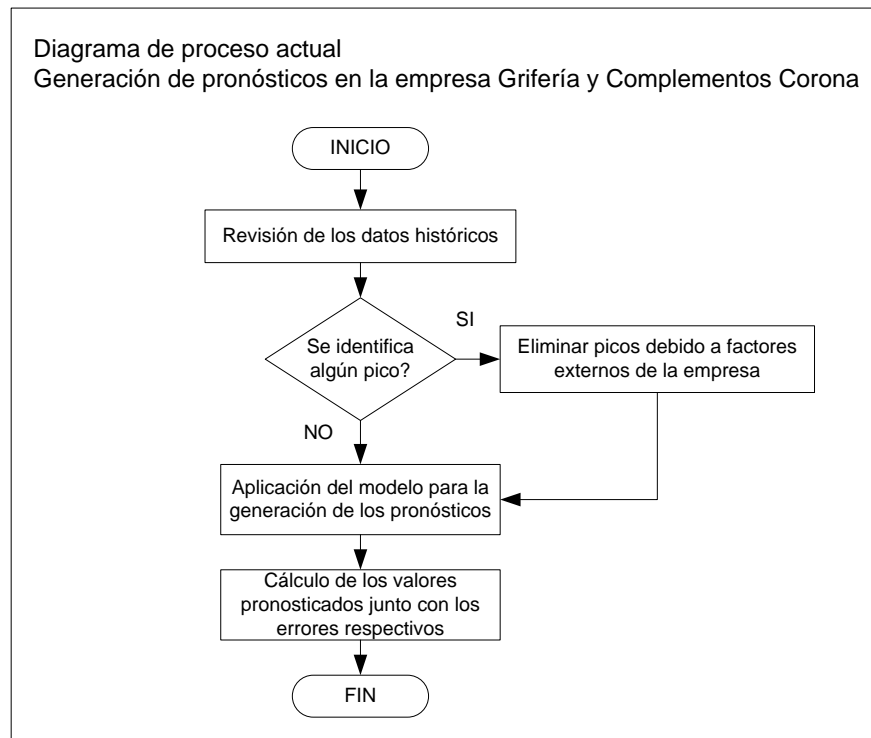 Diagrama de proceso actual
Generación de pronósticos en la empresa Grifería y Complementos Corona
INICIO
Revisión de los datos históricos
Se identifica
algún pico?
SI
Eliminar picos debido a factores
externos de la empresa
NO
Aplicación del modelo para la
generación de los pronósticos
Cálculo de los valores
pronosticados junto con los
errores respectivos
FIN